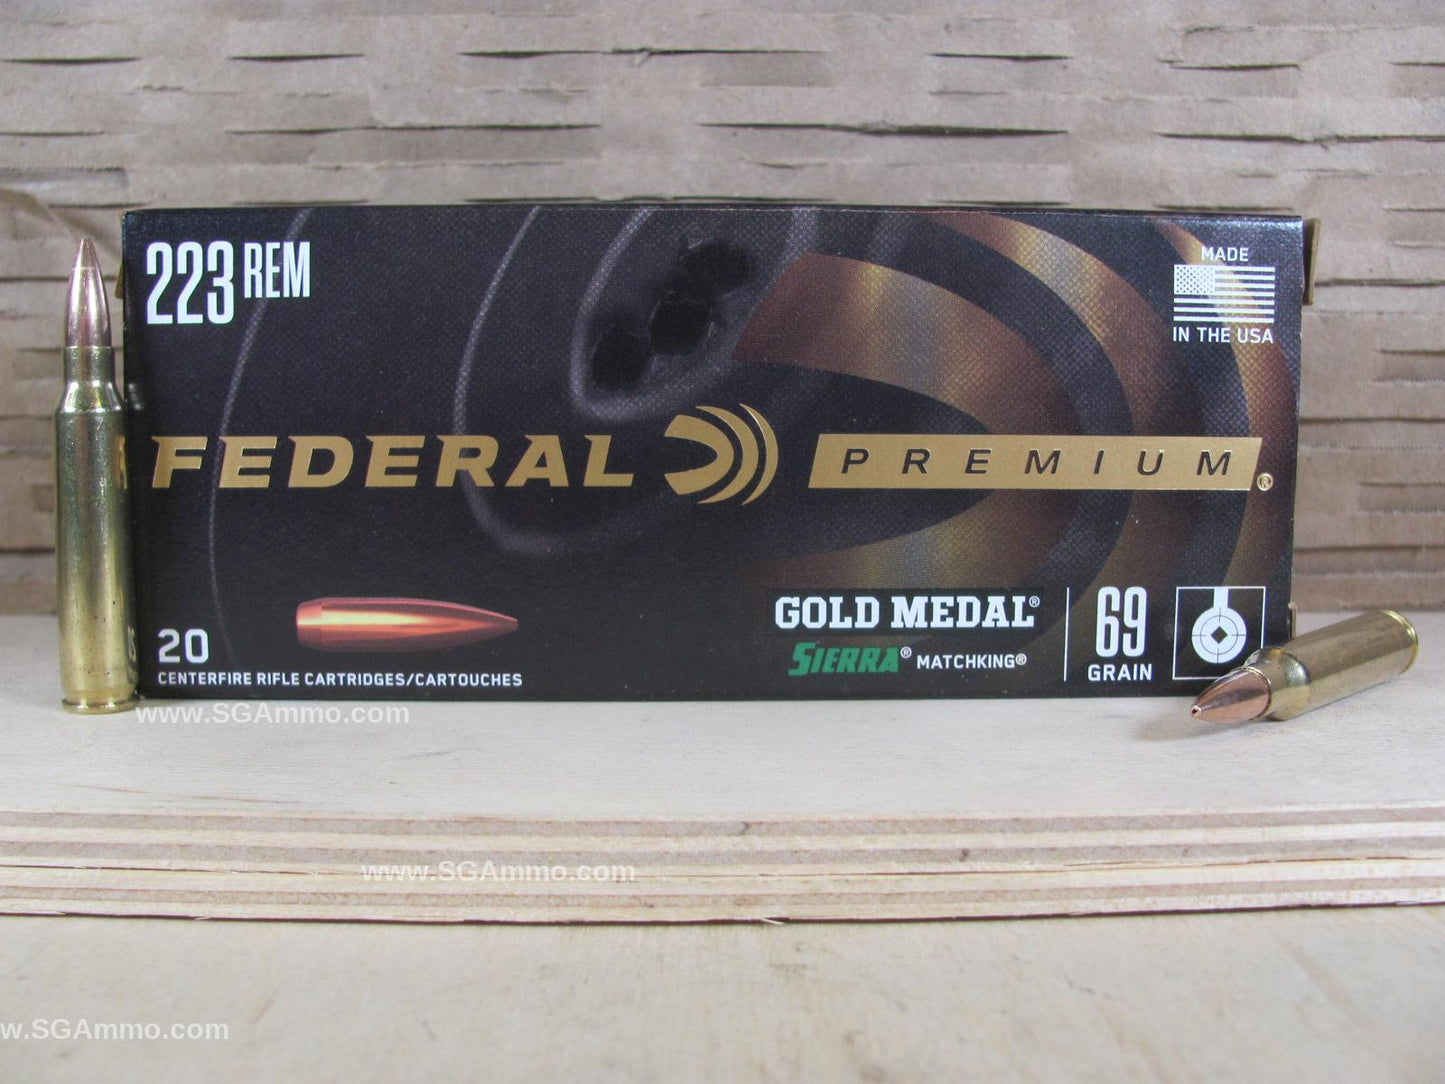 223 REM
MADE
IN THE USA
FEDERAL PREMIUM®
20
CENTERFIRE RIFLE CARTRIDGES/CARTOUCHES
GOLD MEDAL®
SIERRA® MATCHKING®
69
GRAIN
www.SGAmmo.com
www.SGAmmo.com
w.SGAmmo.com